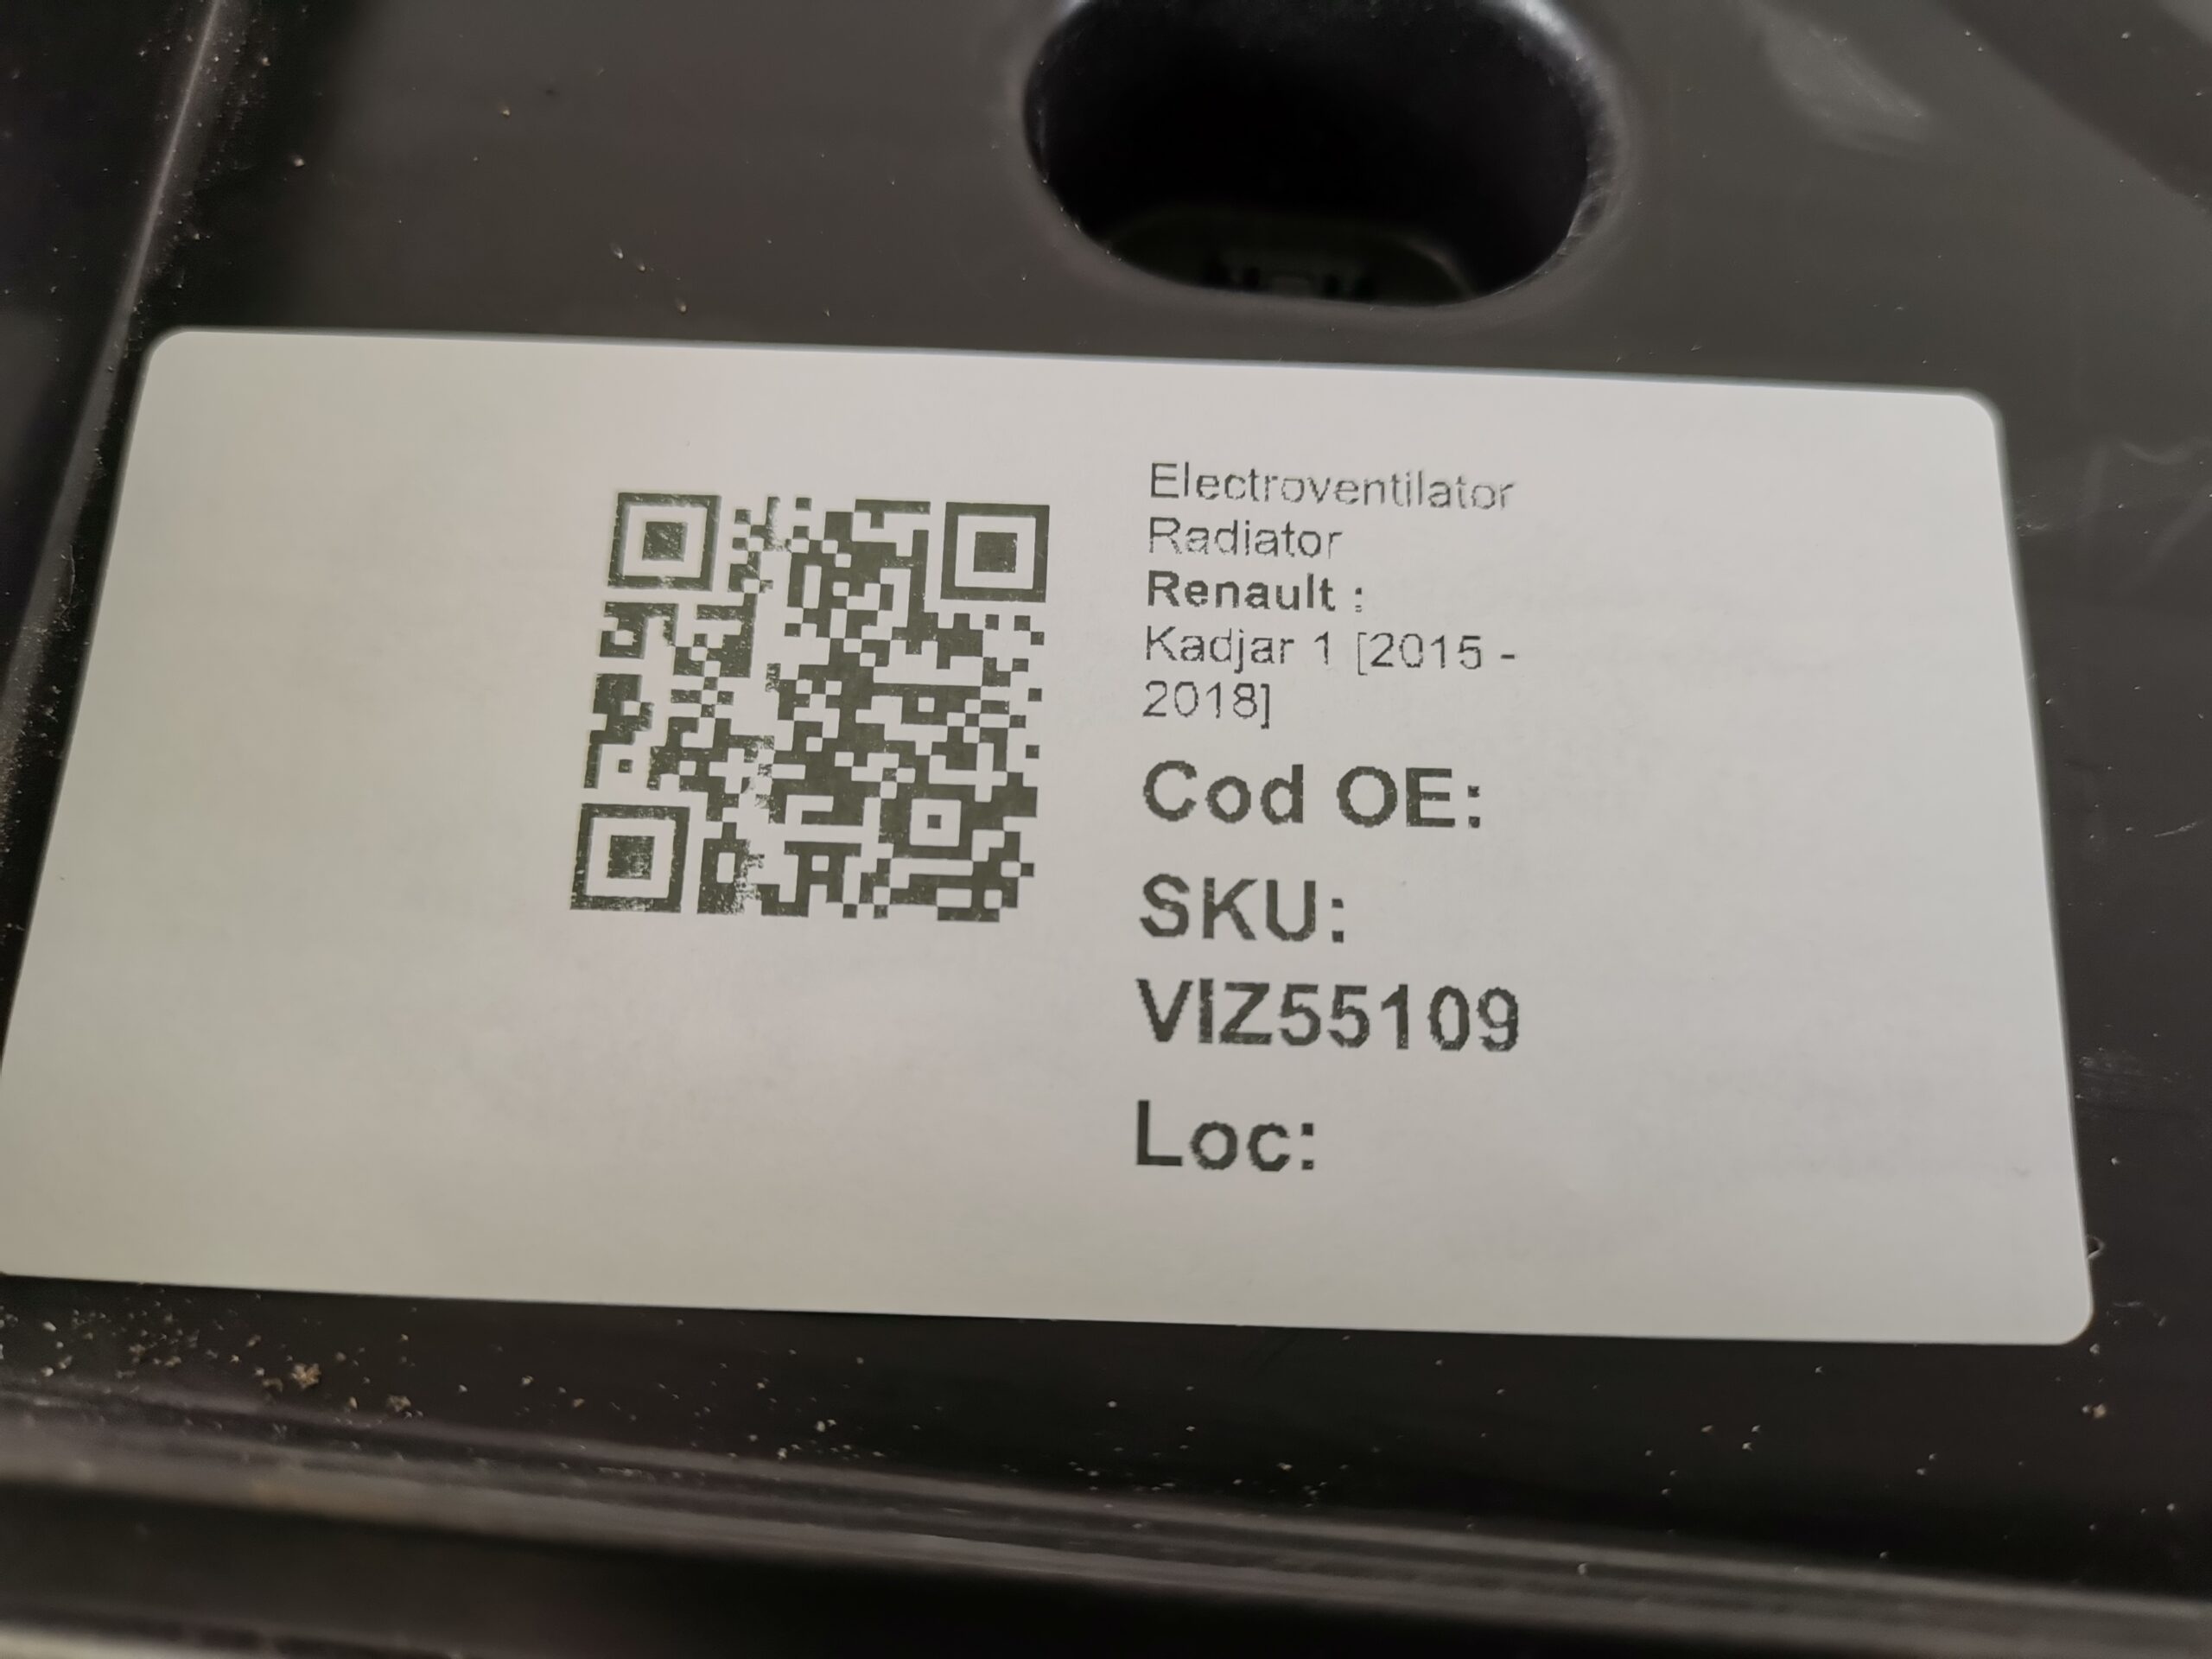 Electroventilator
Radiator
Renault :
Kadjar 1 [2015 -
2018]
Cod OE:
SKU:
VIZ55109
Loc: